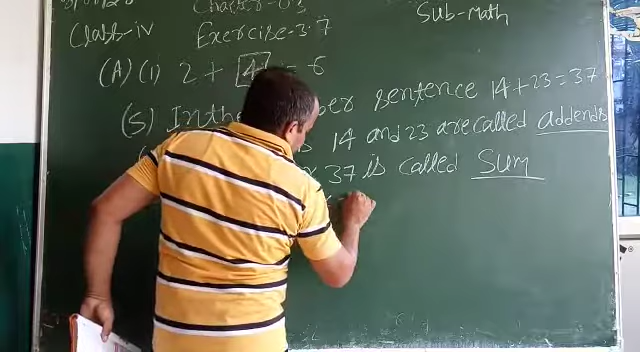 Chapter-03 Sub-math
Class-iv Exercise-3.7
(A) (1) 2 + 4 = 6
(5) In the sentence 14+23=37
14 and 23 are called addends
37 is called Sum